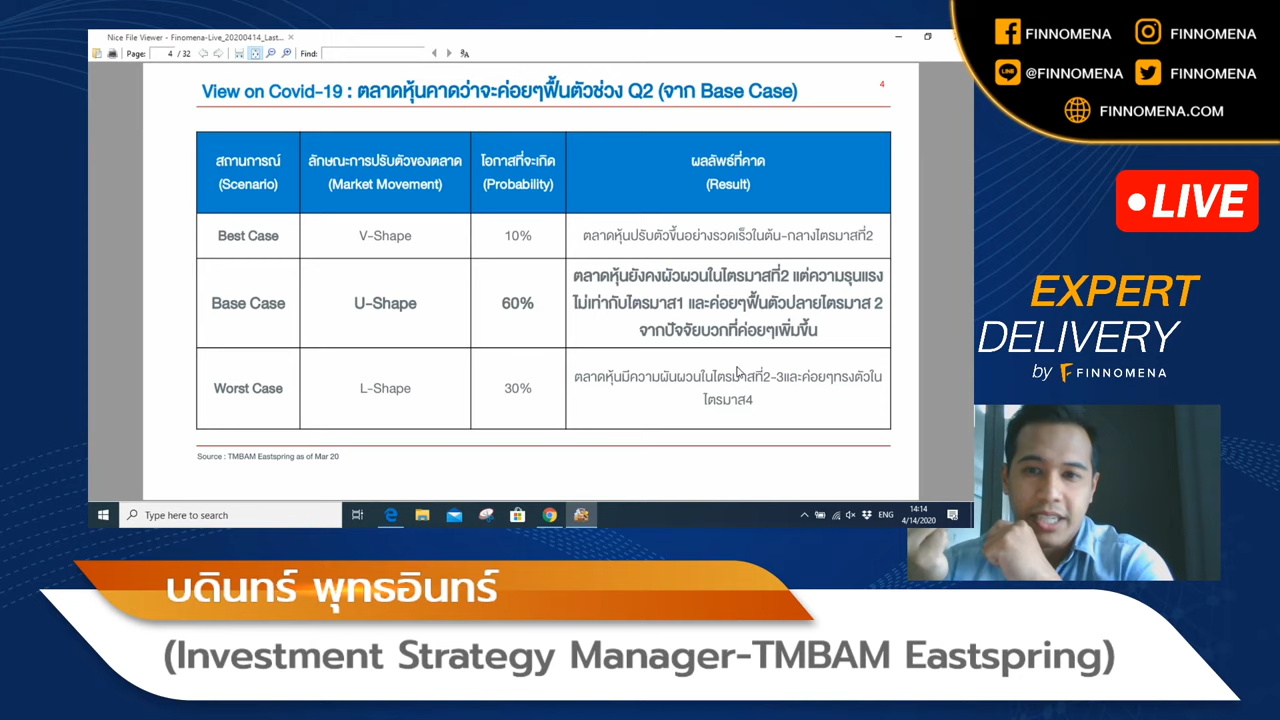 Nice File Viewer - Finomena-Live_20200414_Last...
Page: 4 / 32
Find:
View on Covid-19 : ตลาดหุ้นคาดว่าจะค่อยๆฟื้นตัวช่วง Q2 (จาก Base Case)
4
สถานการณ์
(Scenario)
ลักษณะการปรับตัวของตลาด
(Market Movement)
โอกาสที่จะเกิด
(Probability)
ผลลัพธ์ที่คาด
(Result)
Best Case
V-Shape
10%
ตลาดหุ้นปรับตัวขึ้นอย่างรวดเร็วในต้น-กลางไตรมาสที่2
Base Case
U-Shape
60%
ตลาดหุ้นยังคงผัวผวนในไตรมาสที่2 แต่ความรุนแรง
ไม่เท่ากับไตรมาส1 และค่อยๆฟื้นตัวปลายไตรมาส 2
จากปัจจัยบวกที่ค่อยๆเพิ่มขึ้น
Worst Case
L-Shape
30%
ตลาดหุ้นมีความผันผวนในไตรมาสที่2-3และค่อยๆทรงตัวใน
ไตรมาส4
Source : TMBAM Eastspring as of Mar 20
Type here to search
ENG
14:14
4/14/2020
FINNOMENA
FINNOMENA
@FINNOMENA
FINNOMENA
FINNOMENA.COM
LIVE
EXPERT
DELIVERY
by FINNOMENA
บดินทร์ พุทธอินทร์
(Investment Strategy Manager-TMBAM Eastspring)